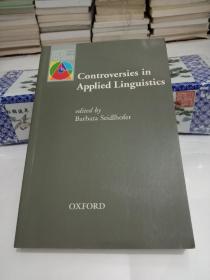 Controversies in
Applied Linguistics
edited by
Barbara Seidlhofer
OXFORD